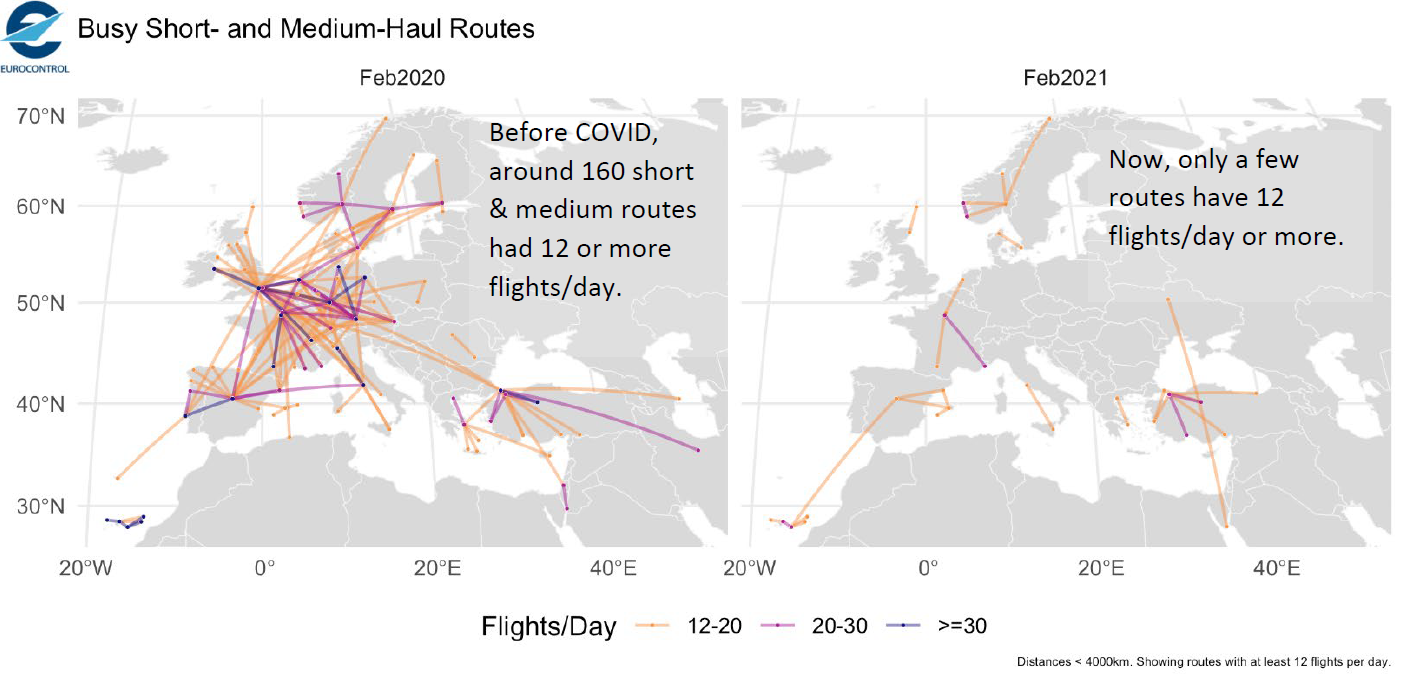 EUROCONTROL
Busy Short- and Medium-Haul Routes
Feb2020
Feb2021
70°N
60°N
50°N
40°N
30°N
Before COVID,
around 160 short
& medium routes
had 12 or more
flights/day.
Now, only a few
routes have 12
flights/day or more.
20°W 0° 20°E 40°E
20°W 0° 20°E 40°E
Flights/Day 12-20 20-30 >=30
Distances < 4000km. Showing routes with at least 12 flights per day.